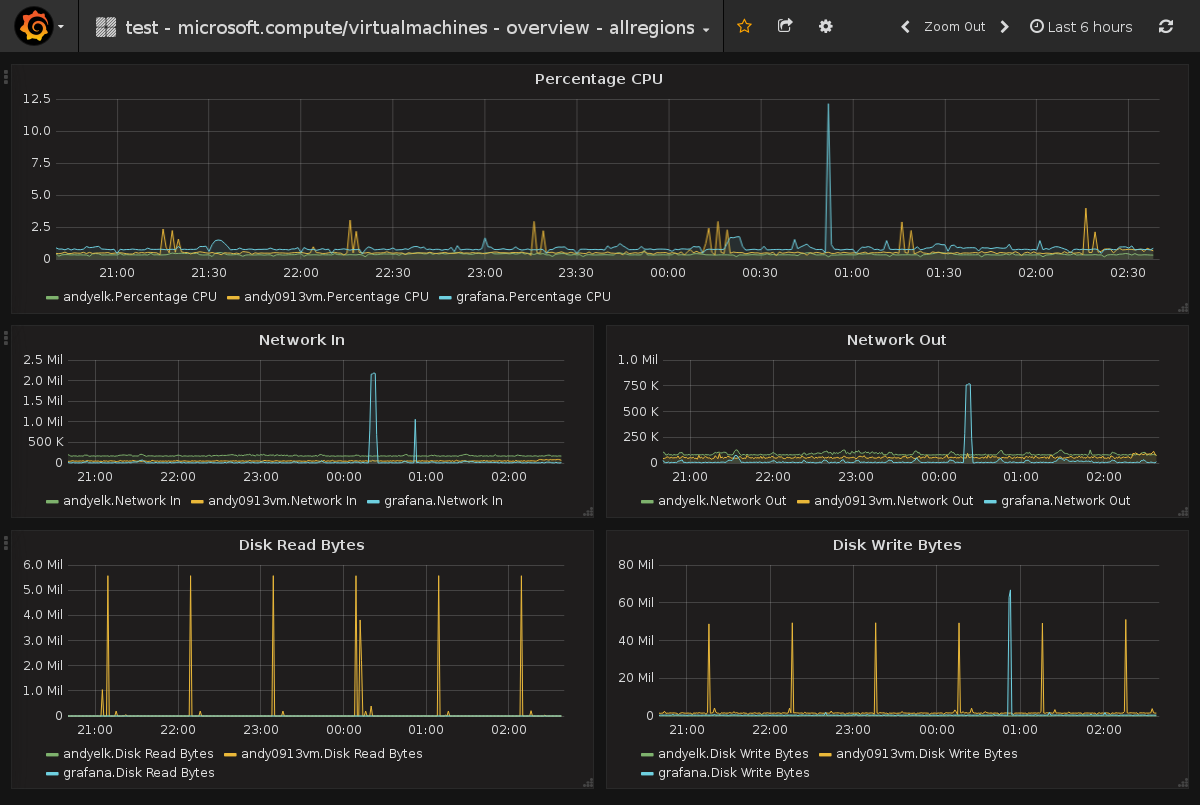 test - microsoft.compute/virtualmachines - overview - allregions
Zoom Out
Last 6 hours
Percentage CPU
12.5
10.0
7.5
5.0
2.5
0
21:00 21:30 22:00 22:30 23:00 23:30 00:00 00:30 01:00 01:30 02:00 02:30
andyelk.Percentage CPU andy0913vm.Percentage CPU grafana.Percentage CPU
Network In
2.5 Mil
2.0 Mil
1.5 Mil
1.0 Mil
500 K
0
21:00 22:00 23:00 00:00 01:00 02:00
andyelk.Network In andy0913vm.Network In grafana.Network In
Network Out
1.0 Mil
750 K
500 K
250 K
0
21:00 22:00 23:00 00:00 01:00 02:00
andyelk.Network Out andy0913vm.Network Out grafana.Network Out
Disk Read Bytes
6.0 Mil
5.0 Mil
4.0 Mil
3.0 Mil
2.0 Mil
1.0 Mil
0
21:00 22:00 23:00 00:00 01:00 02:00
andyelk.Disk Read Bytes andy0913vm.Disk Read Bytes
grafana.Disk Read Bytes
Disk Write Bytes
80 Mil
60 Mil
40 Mil
20 Mil
0
21:00 22:00 23:00 00:00 01:00 02:00
andyelk.Disk Write Bytes andy0913vm.Disk Write Bytes
grafana.Disk Write Bytes